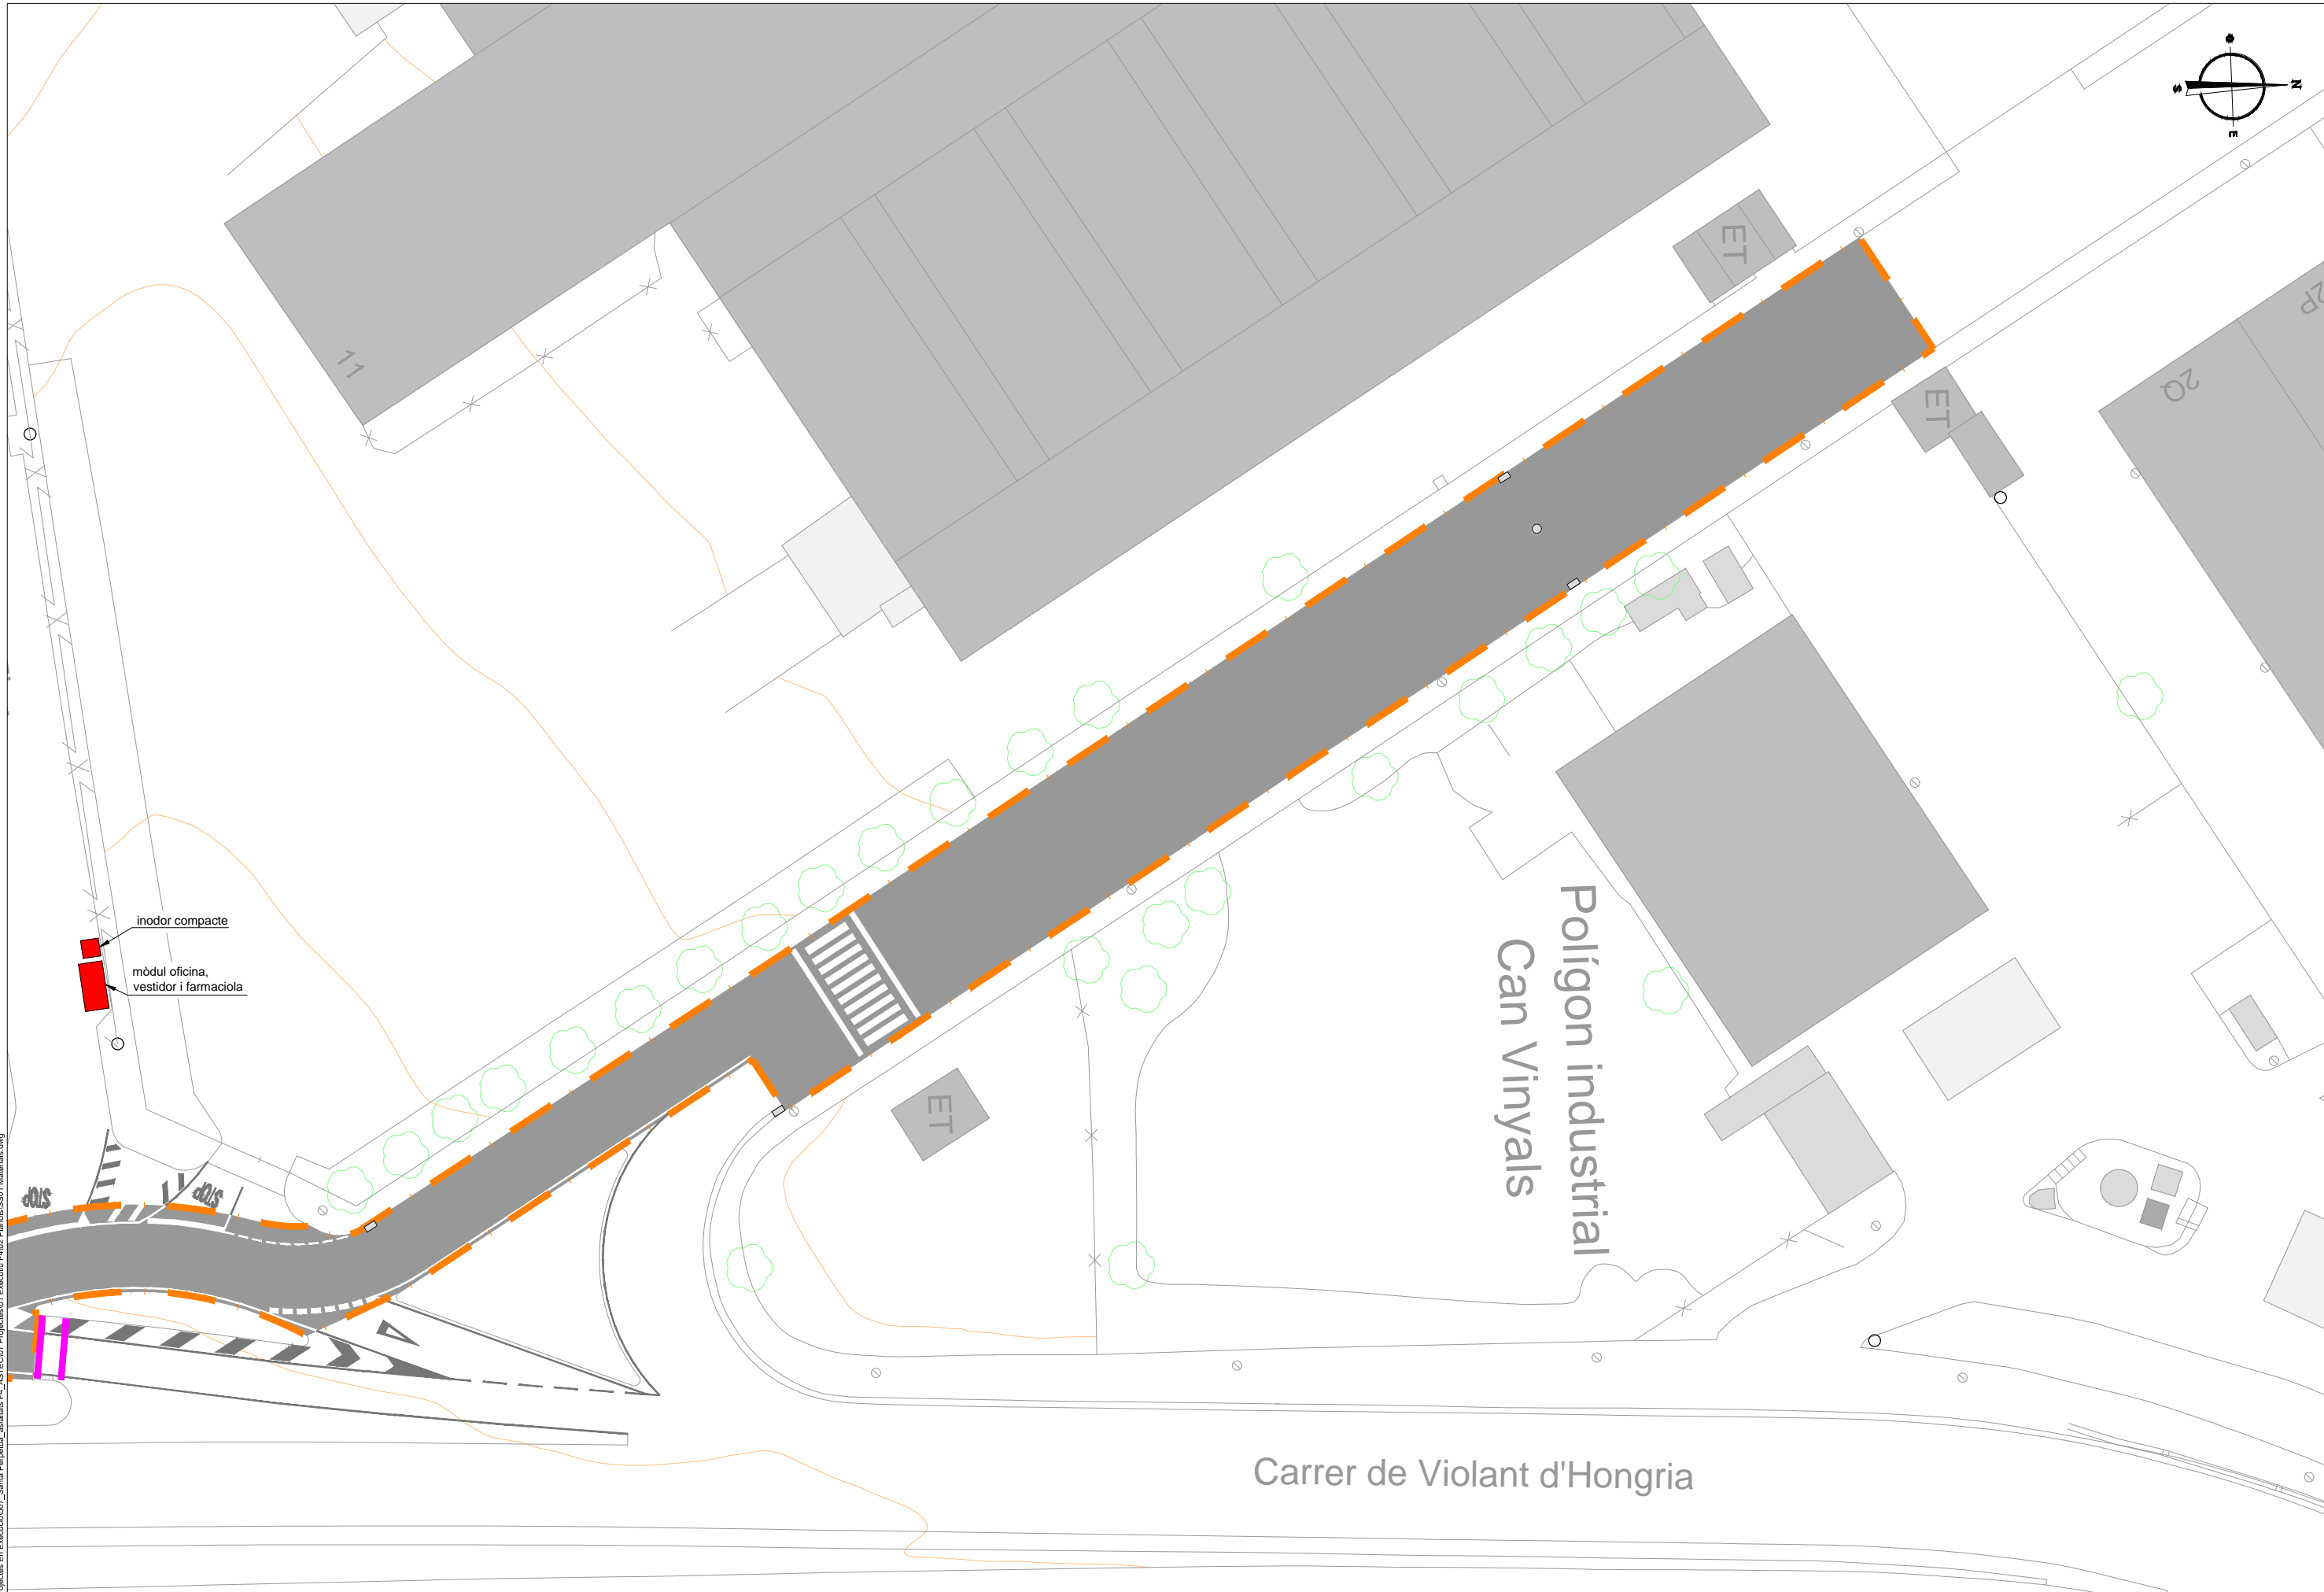 O
S
N
E
ET
2P
11
2Q
ET
inodor compacte
mòdul oficina,
vestidor i farmaciola
Polígon industrial
Can Vinyals
ET
STOP
STOP
Carrer de Violant d'Hongria